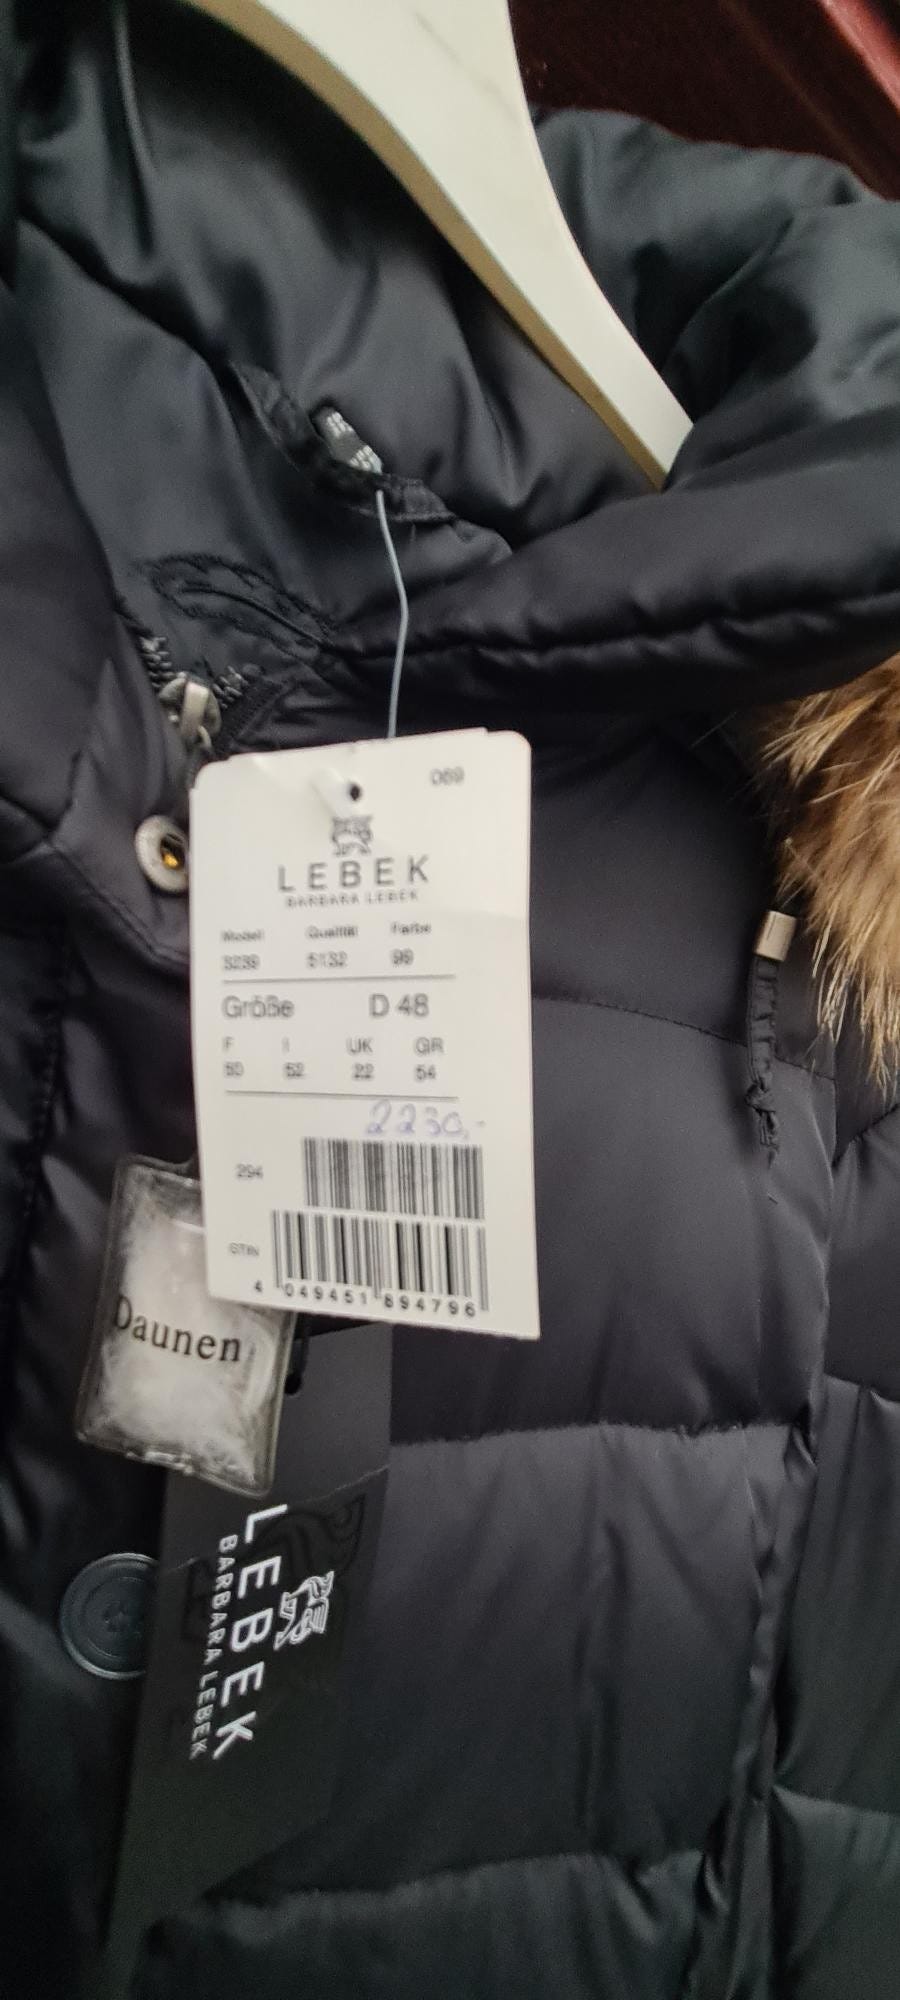 069
LEBEK
BARBARA LEBEK
Modell Qualität Farbe
3239 5132 99
Größe D 48
F I UK GR
50 52 22 54
2230,-
294
GTIN
4 049451 894796
Daunen
LEBEK
BARBARA LEBEK